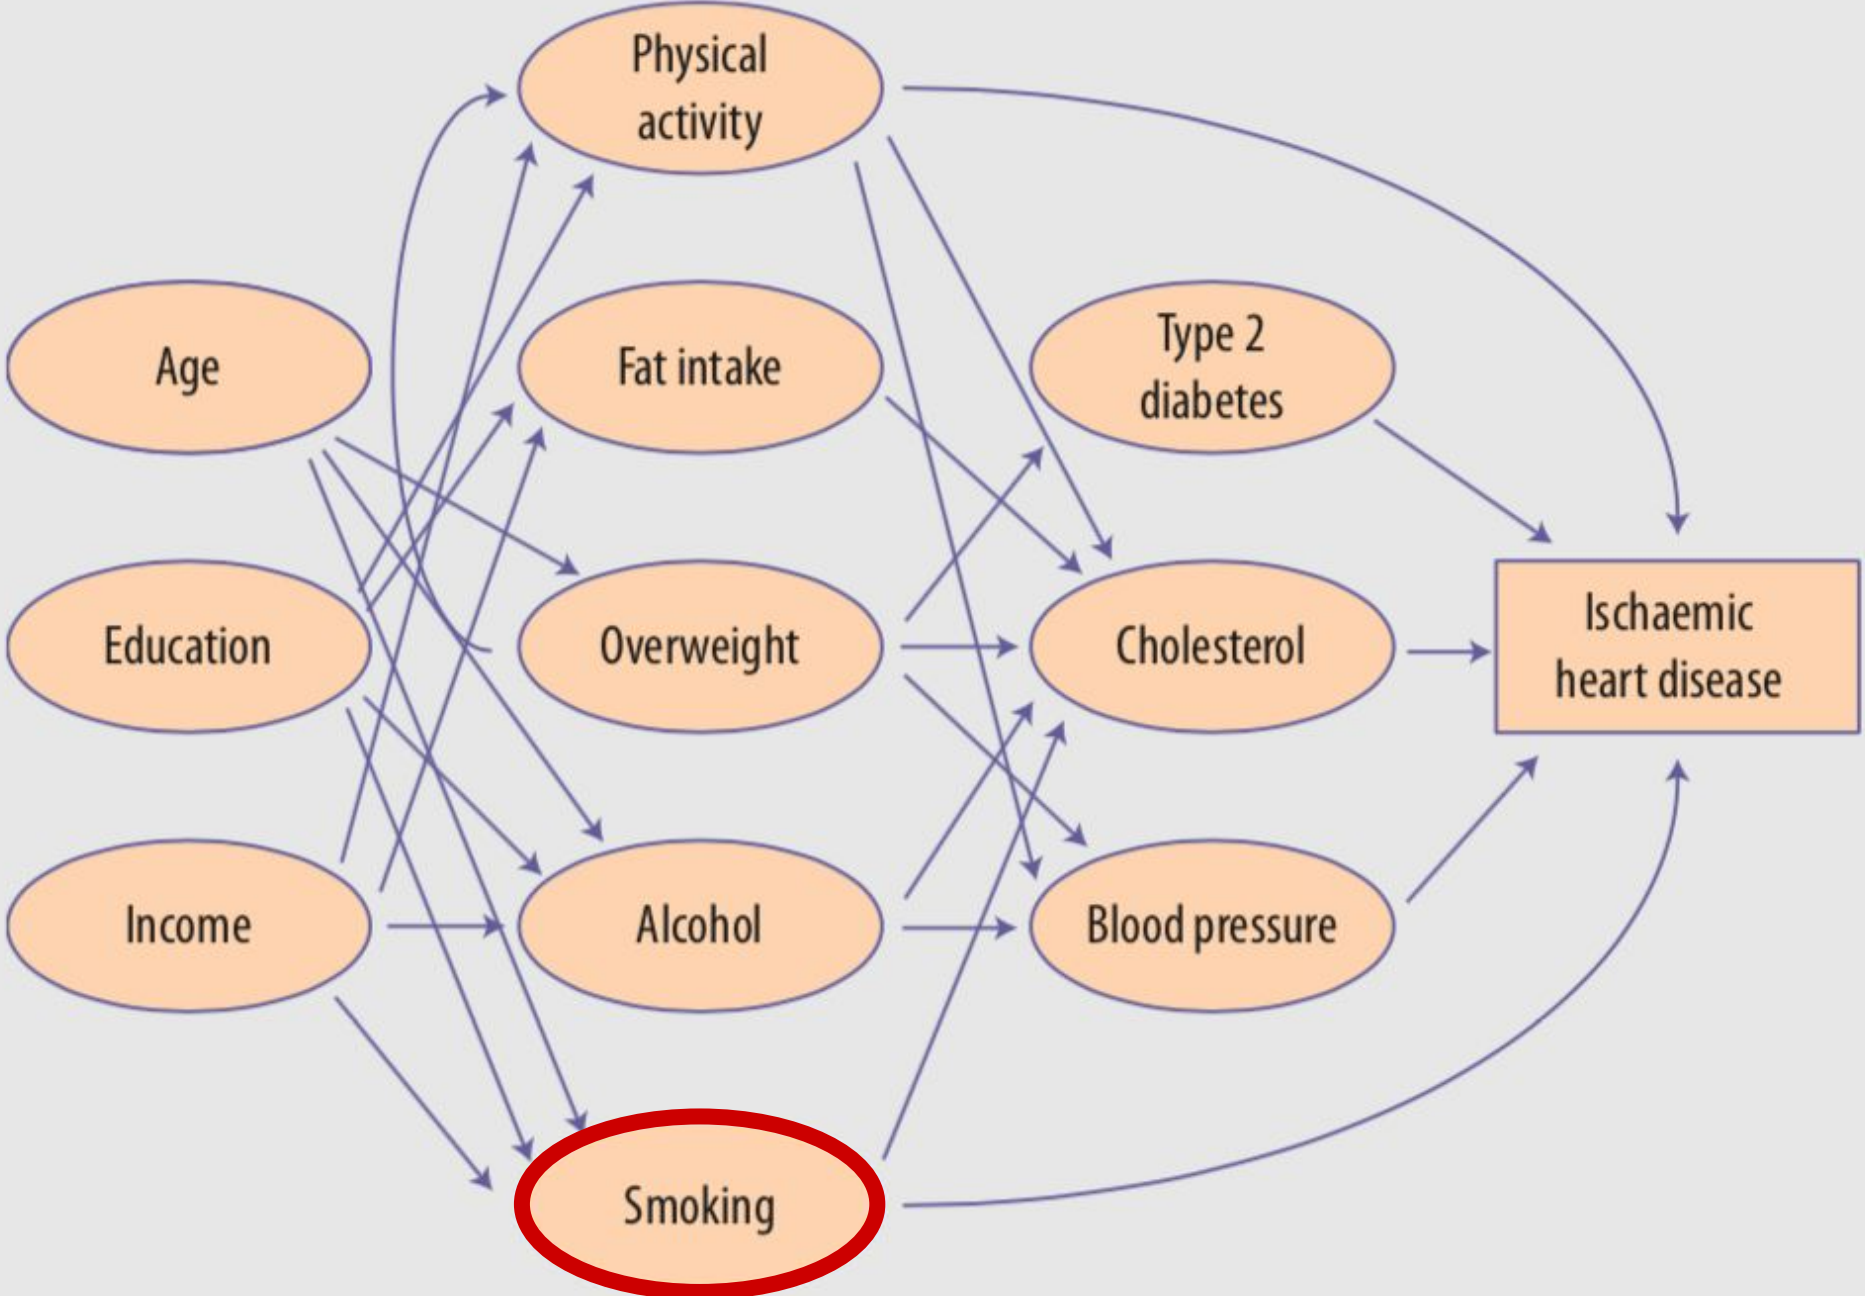 Physical
activity
Age
Fat intake
Type 2
diabetes
Education
Overweight
Cholesterol
Ischaemic
heart disease
Income
Alcohol
Blood pressure
Smoking